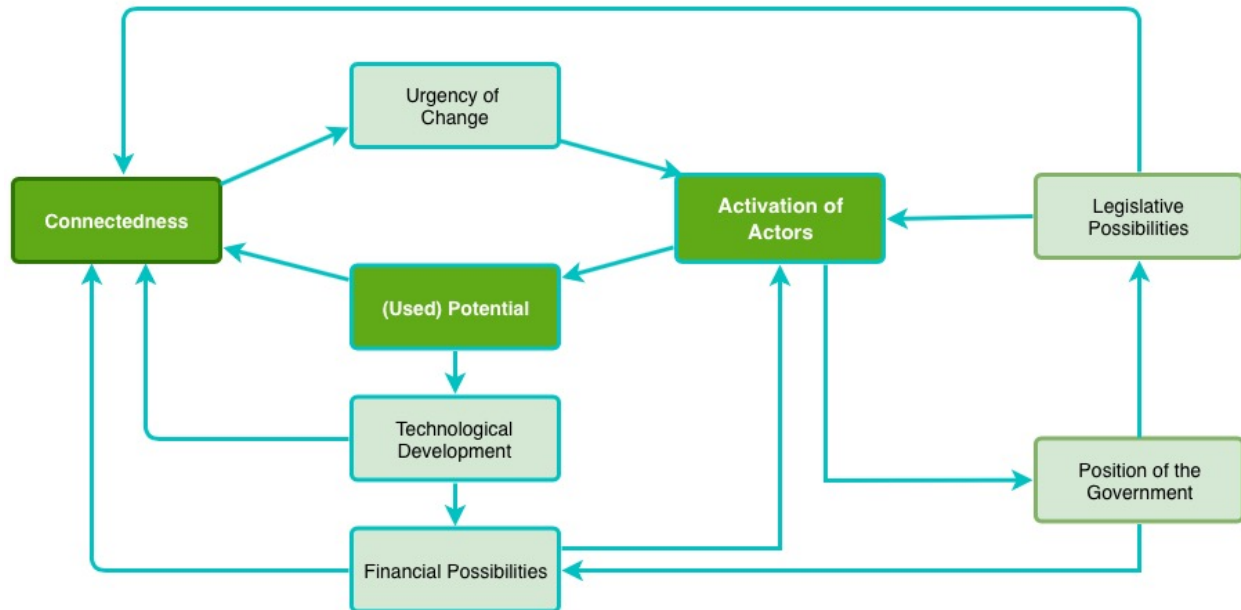 Urgency of
Change
Connectedness
Activation of
Actors
Legislative
Possibilities
(Used) Potential
Technological
Development
Position of the
Government
Financial Possibilities